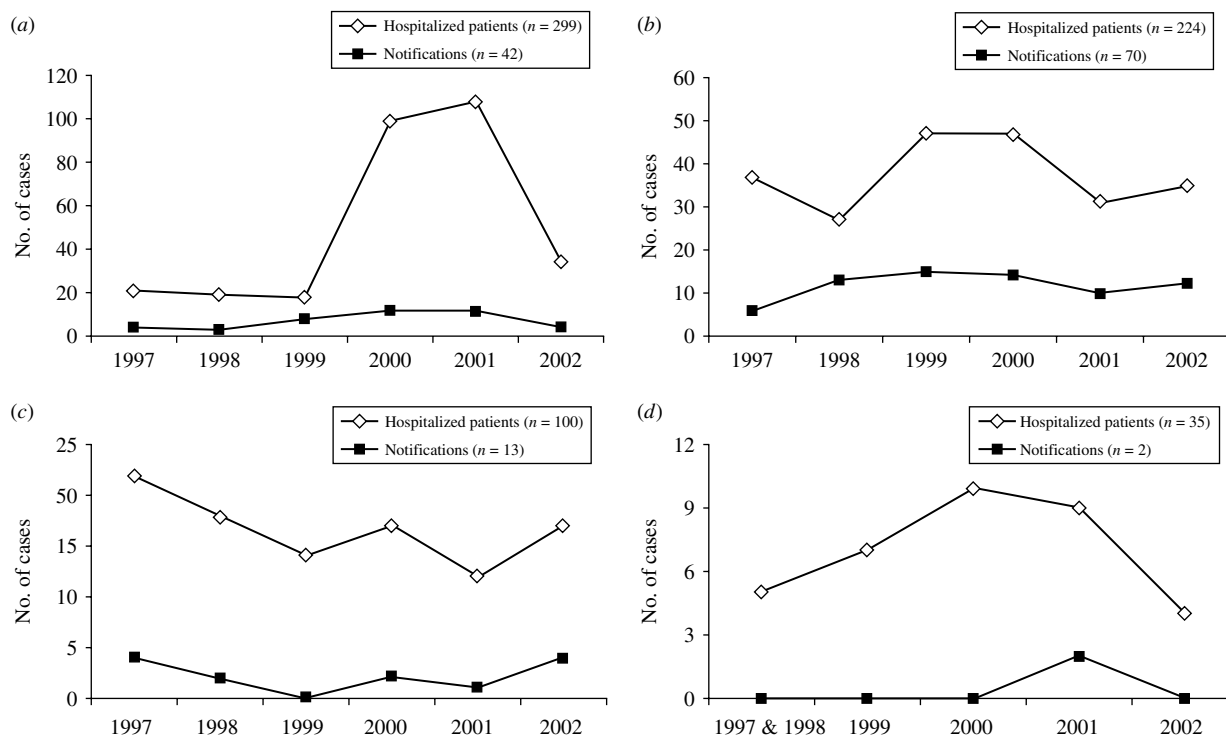 (a)
Hospitalized patients (n = 299)
Notifications (n = 42)
120
100
80
60
40
20
0
No. of cases
1997 1998 1999 2000 2001 2002
(b)
Hospitalized patients (n = 224)
Notifications (n = 70)
60
50
40
30
20
10
0
No. of cases
1997 1998 1999 2000 2001 2002
(c)
Hospitalized patients (n = 100)
Notifications (n = 13)
25
50
15
10
5
0
No. of cases
1997 1998 1999 2000 2001 2002
(d)
Hospitalized patients (n = 35)
Notifications (n = 2)
12
9
6
3
0
No. of cases
1997 & 1998 1999 2000 2001 2002